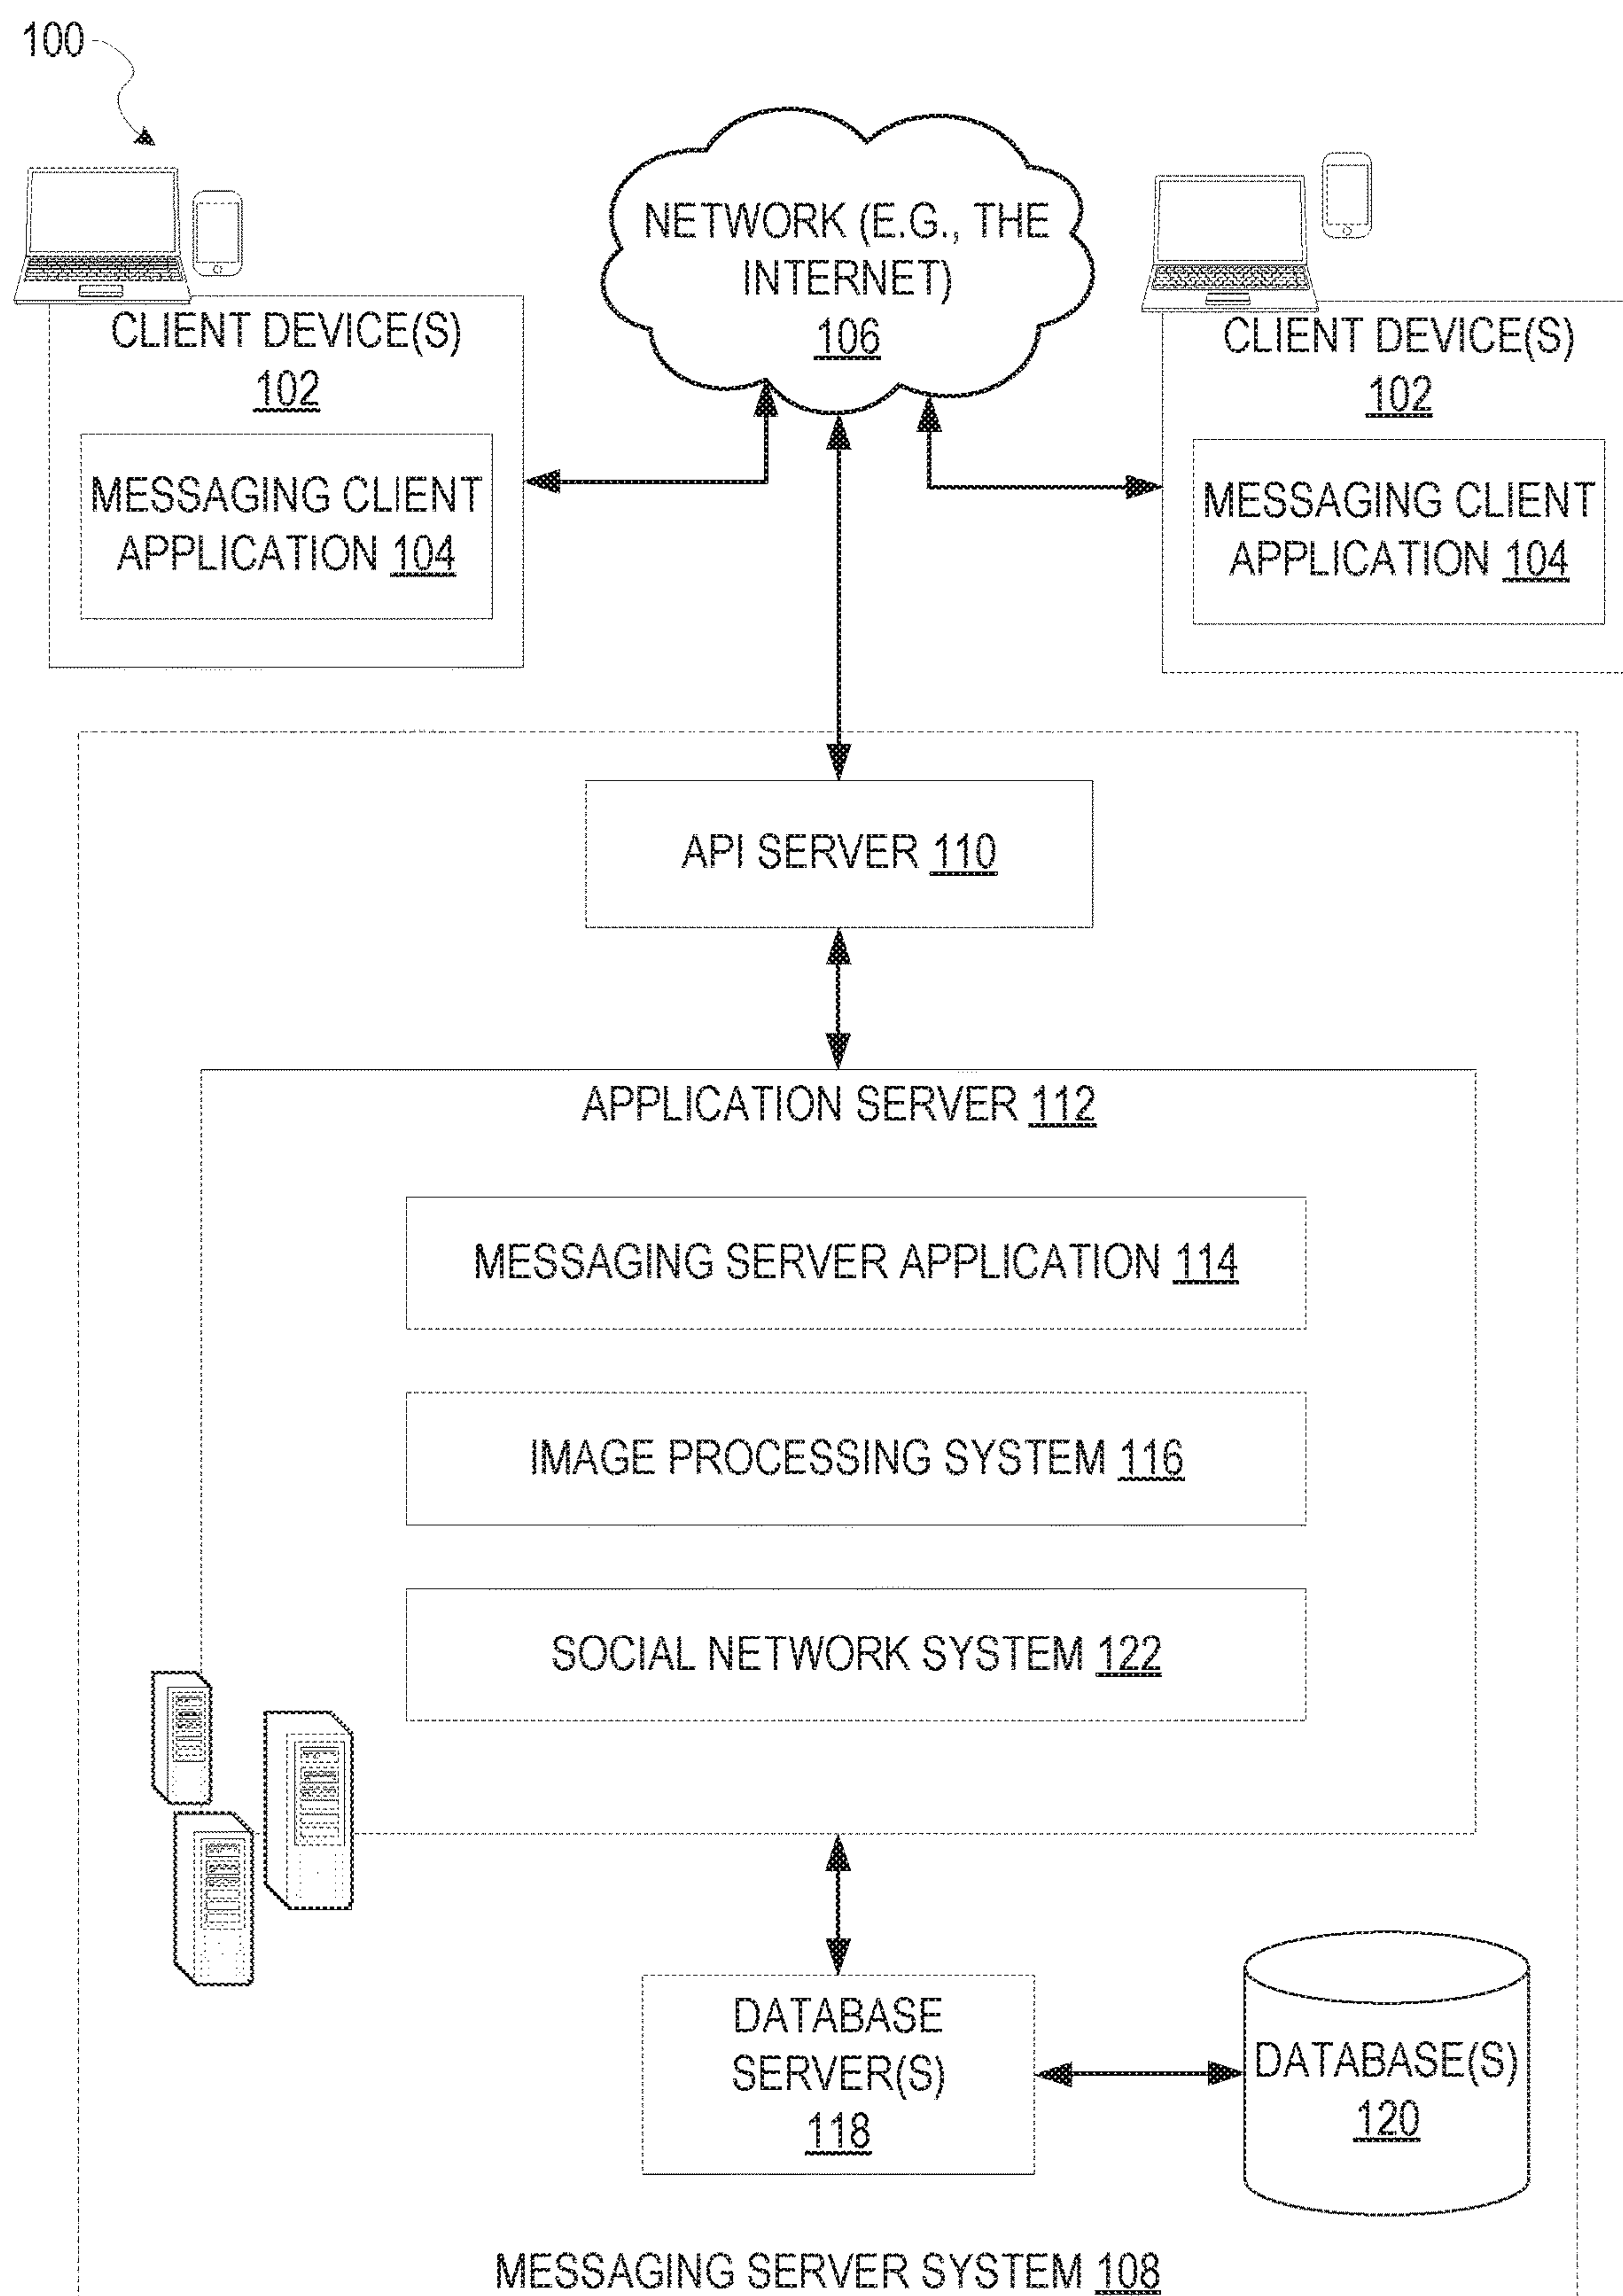 100
NETWORK (E.G., THE
INTERNET)
106
CLIENT DEVICE(S)
102
MESSAGING CLIENT
APPLICATION 104
CLIENT DEVICE(S)
102
MESSAGING CLIENT
APPLICATION 104
API SERVER 110
APPLICATION SERVER 112
MESSAGING SERVER APPLICATION 114
IMAGE PROCESSING SYSTEM 116
SOCIAL NETWORK SYSTEM 122
DATABASE
SERVER(S)
118
DATABASE(S)
120
MESSAGING SERVER SYSTEM 108